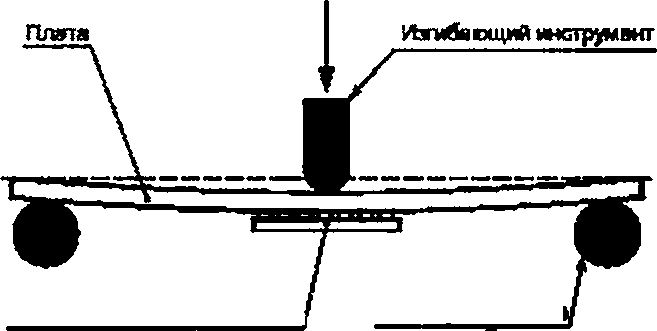 Плата
Изгибающий инструмент